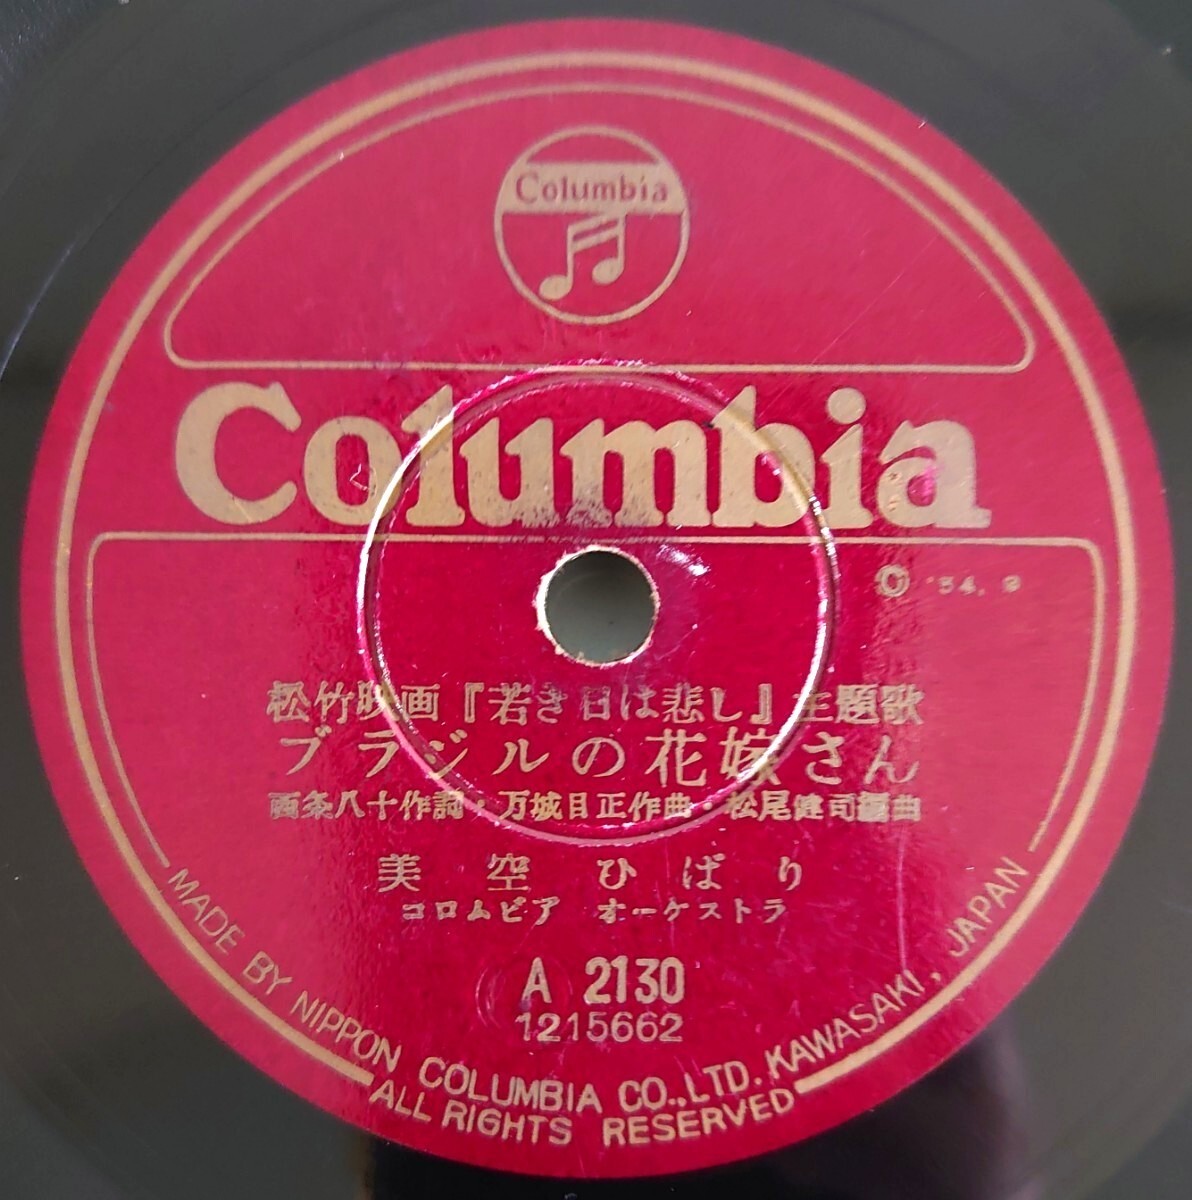 Columbia
Columbia
© '54. 9
松竹映画『若き日は悲し』主題歌
ブラジルの花嫁さん
西条八十作詞・万城目正作曲・松尾健司編曲
美空ひばり
コロムビア オーケストラ
A 2130
1215662
MADE BY NIPPON COLUMBIA CO., LTD. KAWASAKI, JAPAN
ALL RIGHTS RESERVED